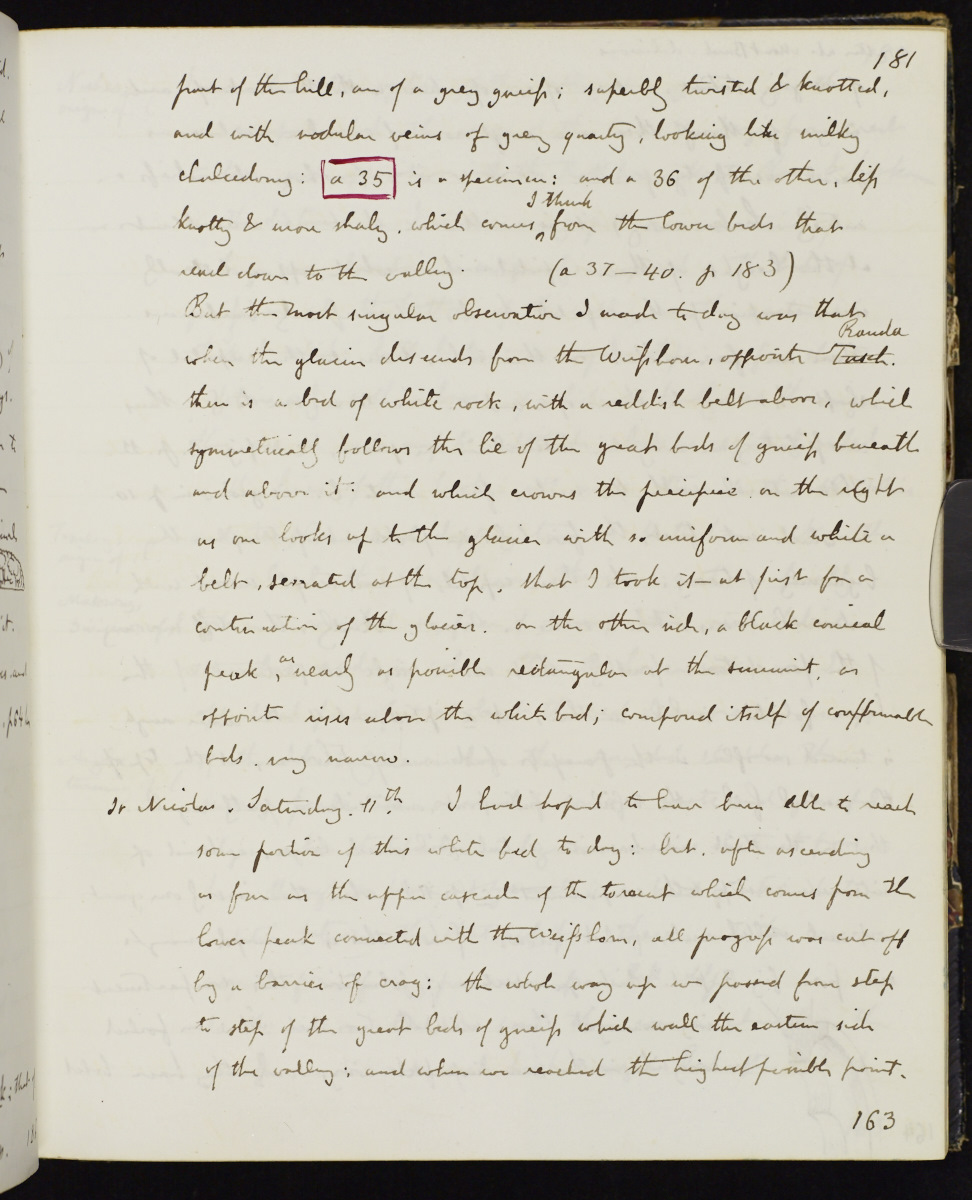 181
part of the hill, are of a grey gneiss; superbly twisted & knotted,
and with nodular veins of grey quartz, looking like milky
chalcedony: a 35 is a specimen: and a 36 of the other, less
knotty & more shaly, which comes, I think from the lower beds that
reach down to the valley. (a 37–40. p 183)
But the most singular observation I made to day was that
when the glacier descends from the Weisshorn, opposite Tasch. Randa
there is a bed of white rock, with a reddish belt above, which
symmetrically follows the lie of the great beds of gneiss beneath
and above it: and which crowns the precipice on the right
as one looks up to the glacier with so uniform and white a
belt, serrated at the top, that I took it – at first for a
continuation of the glacier. on the other side, a black conical
peak, as nearly as possible rectangular at the summit, as
opposite rises above the white bed; composed itself of conformable
beds. very narrow.
St Nicolas. Saturday. 11th. I had hoped to have been able to reach
some portion of this white bed to day: but. after ascending
as far as the upper cascade of the torrent which comes from the
lower peak connected with the Weisshorn, all progress was cut off
by a barrier of crag: the whole way up we passed from step
to step of the great beds of gneiss which wall the eastern side
of the valley: and when we reached the highest possible point.
163